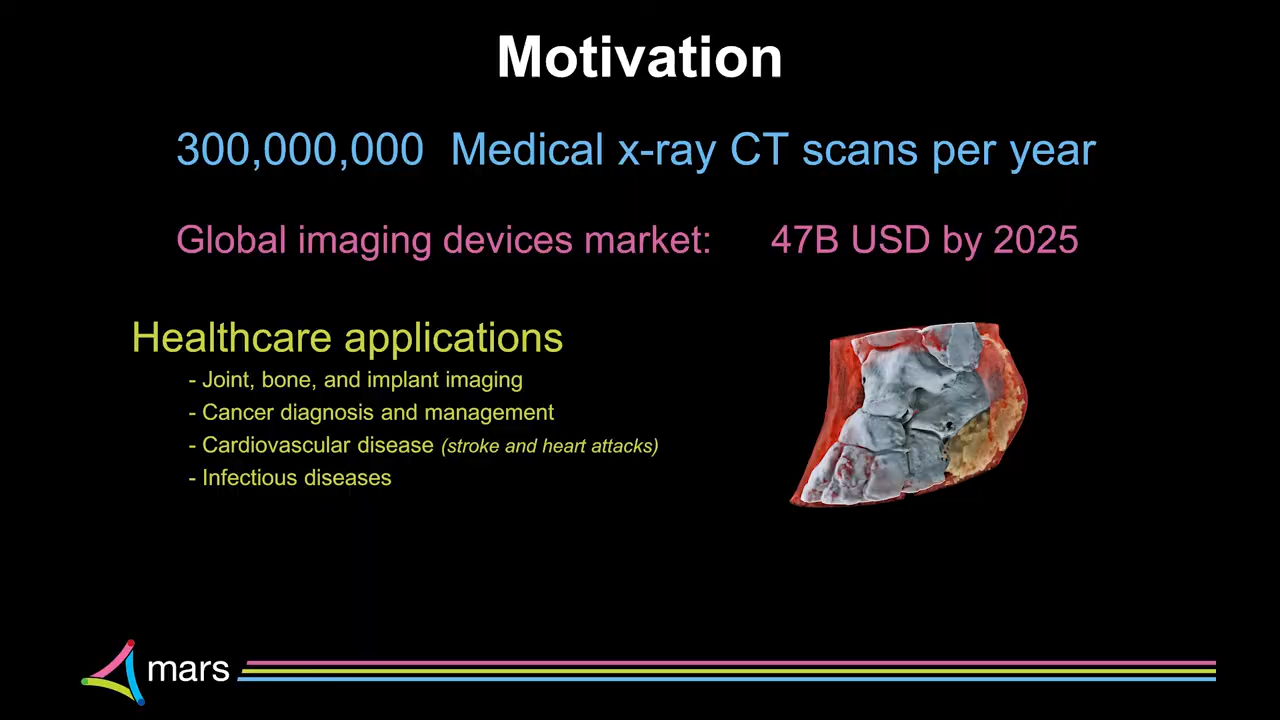 Motivation
300,000,000 Medical x-ray CT scans per year
Global imaging devices market: 47B USD by 2025
Healthcare applications
- Joint, bone, and implant imaging
- Cancer diagnosis and management
- Cardiovascular disease (stroke and heart attacks)
- Infectious diseases
mars